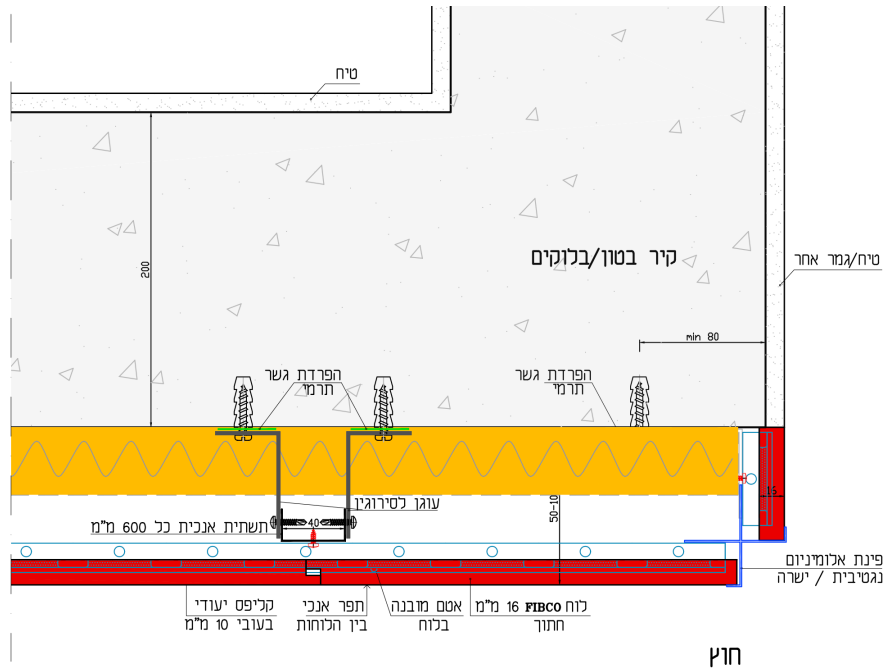 טיח
200
קיר בטון/בלוקים
טיח/גמר אחר
min 80
הפרדת גשר
תרמי
הפרדת גשר
תרמי
עוגן לסירוגין
תשתית אנכית כל 600 מ"מ
40
50-10
16
פינת אלומיניום
נגטיבית / ישרה
לוח FIBCO 16 מ"מ
חתוך
אטם מובנה
בלוח
תפר אנכי
בין הלוחות
קליפס יעודי
בעובי 10 מ"מ
חוץ